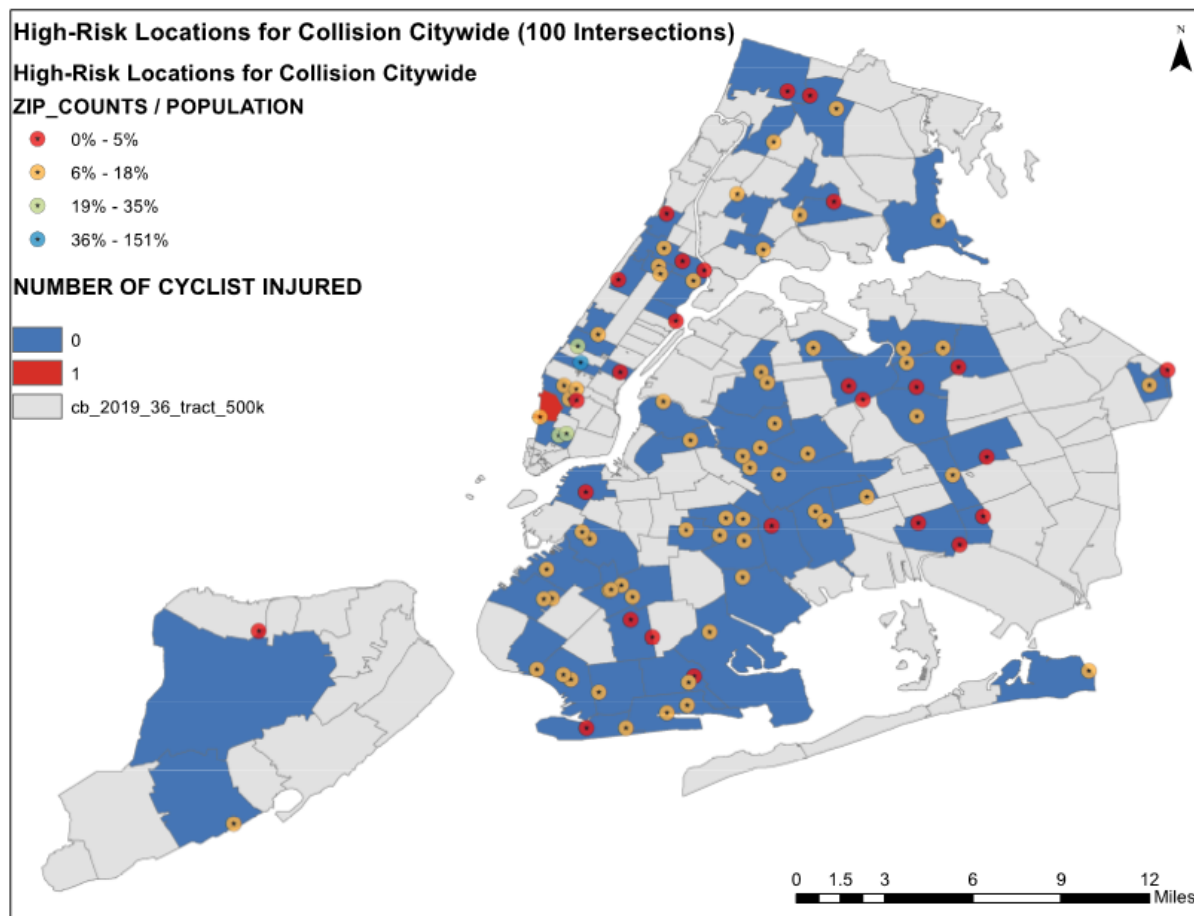 High-Risk Locations for Collision Citywide (100 Intersections)
High-Risk Locations for Collision Citywide
ZIP_COUNTS / POPULATION
0% - 5%
6% - 18%
19% - 35%
36% - 151%
NUMBER OF CYCLIST INJURED
0
1
cb_2019_36_tract_500k
N
0 1.5 3 6 9 12
Miles